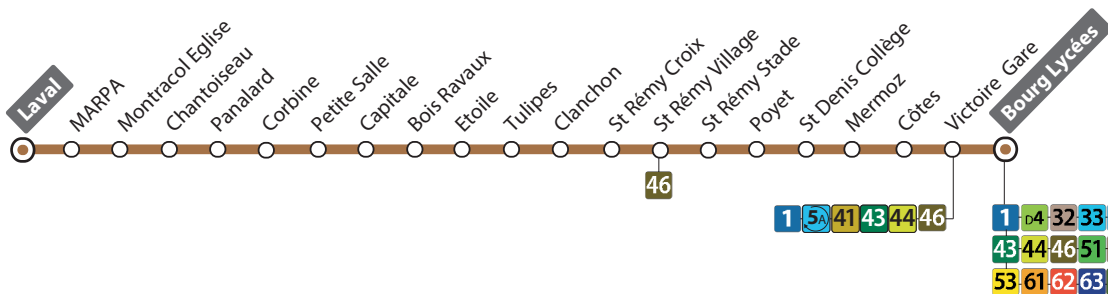 Laval
MARPA
Montracol Eglise
Chantoiseau
Panalard
Corbine
Petite Salle
Capitale
Bois Ravaux
Etoile
Tulipes
Clanchon
St Rémy Croix
St Rémy Village
St Rémy Stade
Poyet
St Denis Collège
Mermoz
Côtes
Victoire Gare
Bourg Lycées
46
1 5A 41 43 44 46
1 D4 32 33
43 44 46 51
53 61 62 63